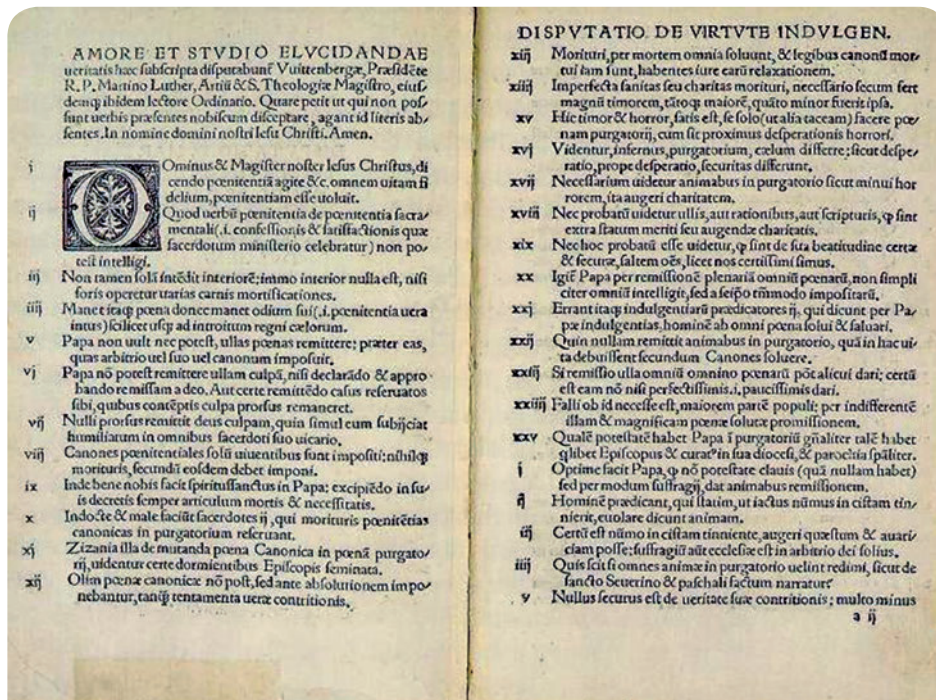 AMORE ET STVDIO ELVCIDANDAE
ueritatis hæc subscripta disputabunť Vuittenbergæ, Præsidēte
R. P. Martino Luther, Artiū & S. Theologiæ Magistro, eius/
demq; ibidem lectore Ordinario. Quare petit ut qui non pos/
sunt uerbis præsentes nobiscum disceptare, agant id literis ab/
sentes. In nomine domini nostri Iesu Christi. Amen.
i DOminus & Magister noster Iesus Christus, di
cendo pœnitentiā agite &c. omnem uitam fi
delium, pœnitentiam esse uoluit.
ij Quod uerbū pœnitentia de pœnitentia sacra/
mentali (.i. confessionis & satisfactionis quæ
sacerdotum ministerio celebratur) non po/
test intelligi.
iij Non tamen solā intēdit interiorē: immo interior nulla est, nisi
foris operetur uarias carnis mortificationes.
iiij Manet itaq; pœna donec manet odium sui (.i. pœnitentia uera
intus) scilicet usq; ad introitum regni cælorum.
v Papa non uult nec potest, ullas pœnas remittere: præter eas,
quas arbitrio uel suo uel canonum imposuit.
vj Papa nō potest remittere ullam culpā, nisi declarādo & appro/
bando remissam a deo. Aut certe remittēdo casus reseruatos
sibi, quibus contēptis culpa prorsus remaneret.
vij Nulli prorsus remittit deus culpam, quin simul eum subijciat
humiliatum in omnibus sacerdoti suo uicario.
viij Canones pœnitentiales solū uiuentibus sunt impositi: nihilq;
morituris, secundū eosdem debet imponi.
ix Inde bene nobis facit spiritussanctus in Papa: excipiēdo in su/
is decretis semper articulum mortis & necessitatis.
x Indocte & male faciūt sacerdotes ij, qui morituris pœnitētias
canonicas in purgatorium reseruant.
xj Zizania illa de mutanda pœna Canonica in pœnā purgato/
rij, uidentur certe dormientibus Episcopis seminata.
xij Olim pœnæ canonicæ nō post, sed ante absolutionem impo/
nebantur, tanq̄ tentamenta ueræ contritionis.
DISPVTATIO DE VIRTVTE INDVLGEN.
xiij Morituri, per mortem omnia soluunt, & legibus canonū mor/
tui iam sunt, habentes iure earū relaxationem.
xiiij Imperfecta sanitas seu charitas morituri, necessario secum fert
magnū timorem, tātoq; maiorē, quāto minor fuerit ipsa.
xv Hic timor & horror, satis est, se solo (ut alia taceam) facere pœ/
nam purgatorij, cum sit proximus desperationis horrori.
xvj Videntur, infernus, purgatorium, cælum differre: sicut despe/
ratio, prope desperatio, securitas differunt.
xvij Necessarium uidetur animabus in purgatorio sicut minui hor
rorem, ita augeri charitatem.
xviij Nec probatū uidetur ullis, aut rationibus, aut scripturis, ꝙ sint
extra statum meriti seu augendæ charitatis.
xix Nec hoc probatū esse uidetur, ꝙ sint de sua beatitudine certæ
& securæ, saltem oēs, licet nos certissimi simus.
xx Igiť Papa per remissionē plenariā omniū pœnarū, non simpli
citer omniū intelligit, sed a seipo tm̄modo impositarū.
xxj Errant itaq; indulgentiarū prædicatores ij, qui dicunt per Pa/
pæ indulgentias, hominē ab omni pœna solui & saluari.
xxij Quin nullam remittit animabus in purgatorio, quā in hac ui/
ta debuissent secundum Canones soluere.
xxiij Si remissio ulla omniū omnino pœnarū pōt alicui dari: certū
est eam nō nisi perfectissimis .i. paucissimis dari.
xxiiij Falli ob id necesse est, maiorem partē populi: per indifferentē
illam & magnificam pœnæ solutæ promissionem.
xxv Qualē potestatē habet Papa ī purgatoriū gn̄aliter talē habet
q̄libet Episcopus & curať in sua diocesi, & parochia spāliter.
j Optime facit Papa, ꝙ nō potestate clauis (quā nullam habet)
sed per modum suffragij, dat animabus remissionem.
ij Hominē prædicant, qui statim, ut iactus nūmus in cistam tin/
nierit, euolare dicunt animam.
iij Certū est nūmo in cistam tinniente, augeri quæstum & auari/
ciam posse: suffragiū aūt ecclesiæ est in arbitrio dei solius.
iiij Quis scit si omnes animæ in purgatorio uelint redimi, sicut de
sancto Seuerino & paschali factum narratur?
v Nullus securus est de ueritate suæ contritionis: multo minus
a ij